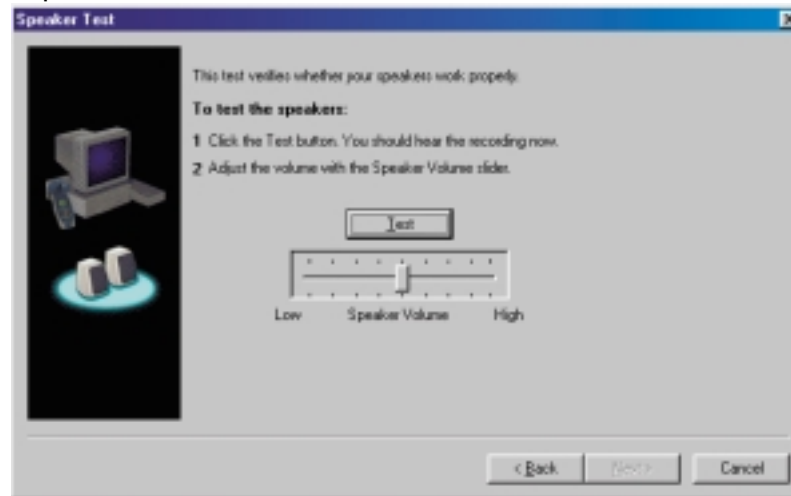 Speaker Test
This test verifies whether your speakers work properly.
To test the speakers:
1 Click the Test button. You should hear the recording now.
2 Adjust the volume with the Speaker Volume slider.
Test
Low Speaker Volume High
< Back Next > Cancel